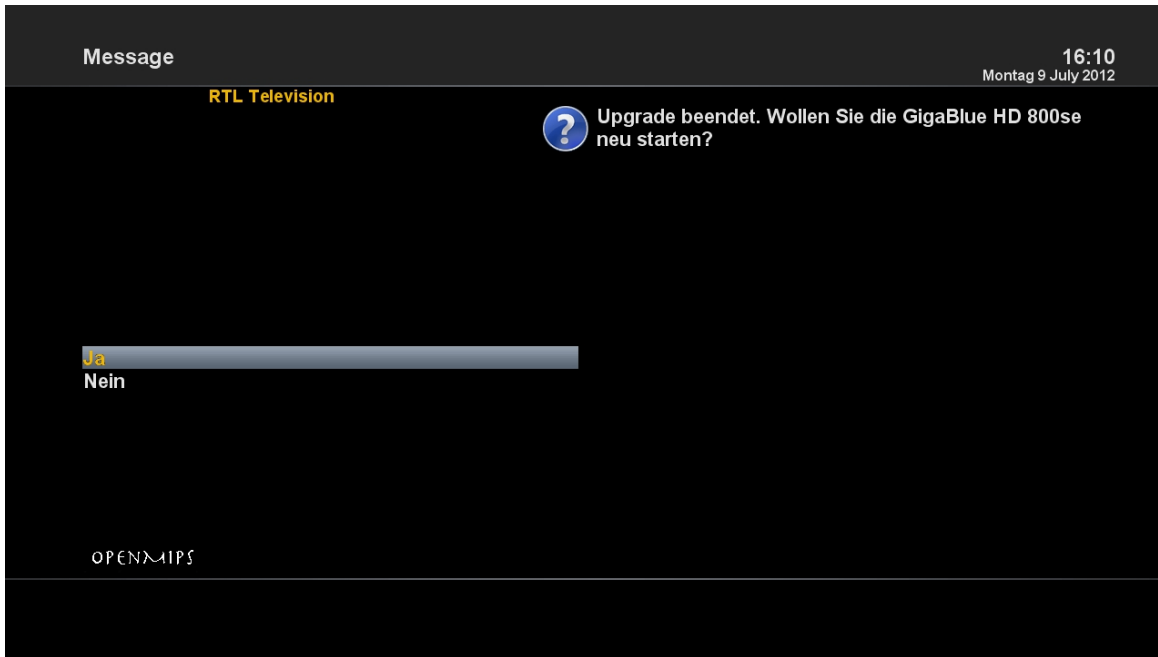 Message
16:10
Montag 9 July 2012
RTL Television
Upgrade beendet. Wollen Sie die GigaBlue HD 800se
neu starten?
Ja
Nein
OPENMIPS